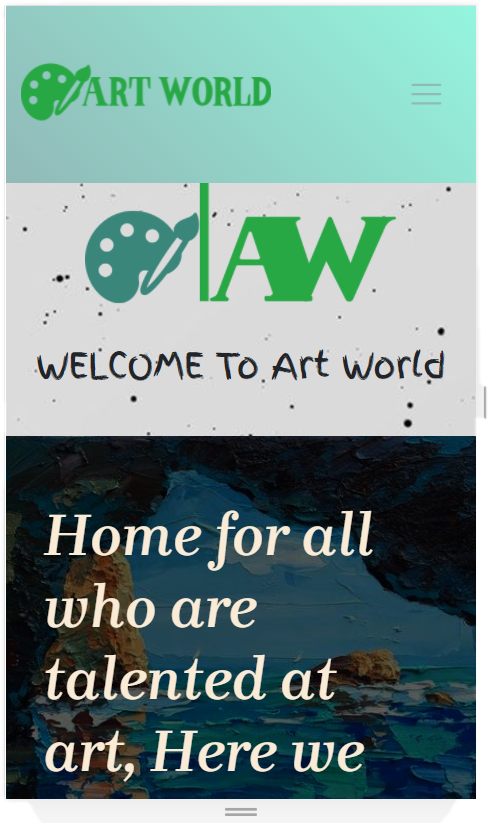 ART WORLD
AW
WELCOME To Art World
Home for all
who are
talented at
art, Here we